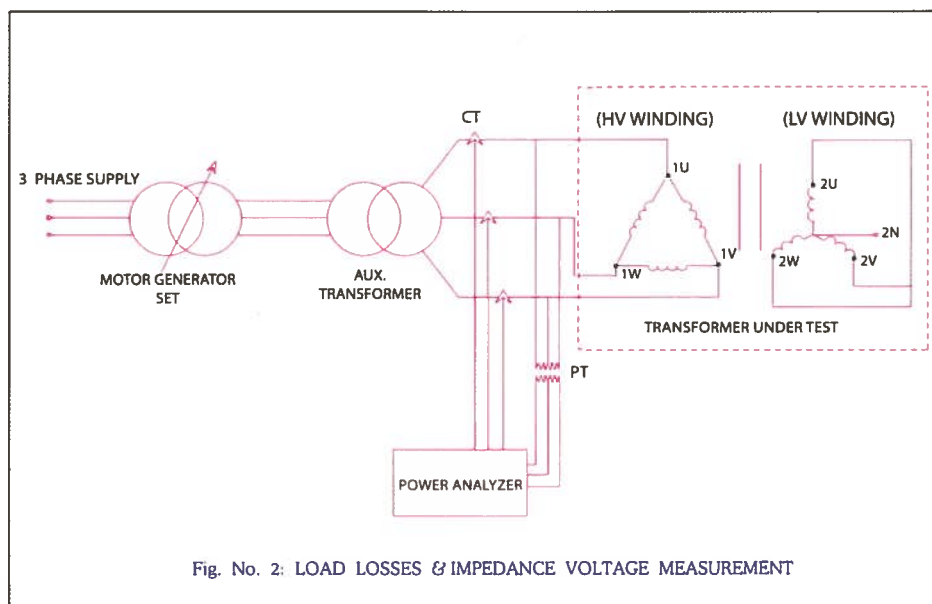 CT
(HV WINDING)
(LV WINDING)
3 PHASE SUPPLY
1U
2U
2N
1V
1W
2W
2V
MOTOR GENERATOR
SET
AUX.
TRANSFORMER
TRANSFORMER UNDER TEST
PT
POWER ANALYZER
Fig. No. 2: LOAD LOSSES & IMPEDANCE VOLTAGE MEASUREMENT